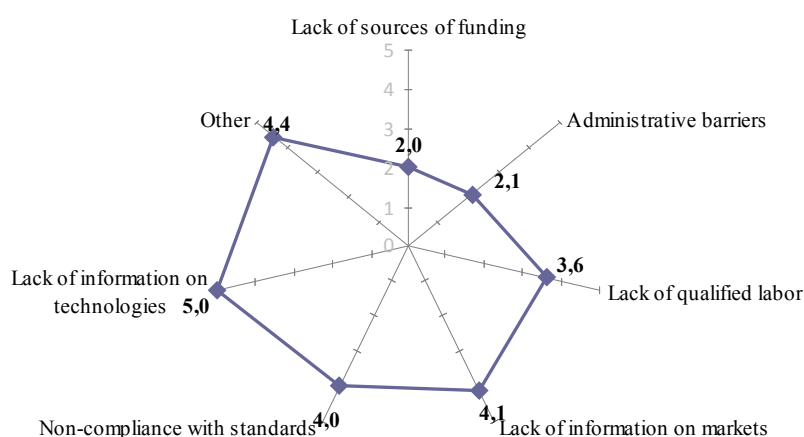 Lack of sources of funding
5
4
3
2
1
0
2,0
Administrative barriers
2,1
3,6
Lack of qualified labor
4,1
Lack of information on markets
Non-compliance with standards
4,0
Lack of information on
technologies
5,0
Other
4,4